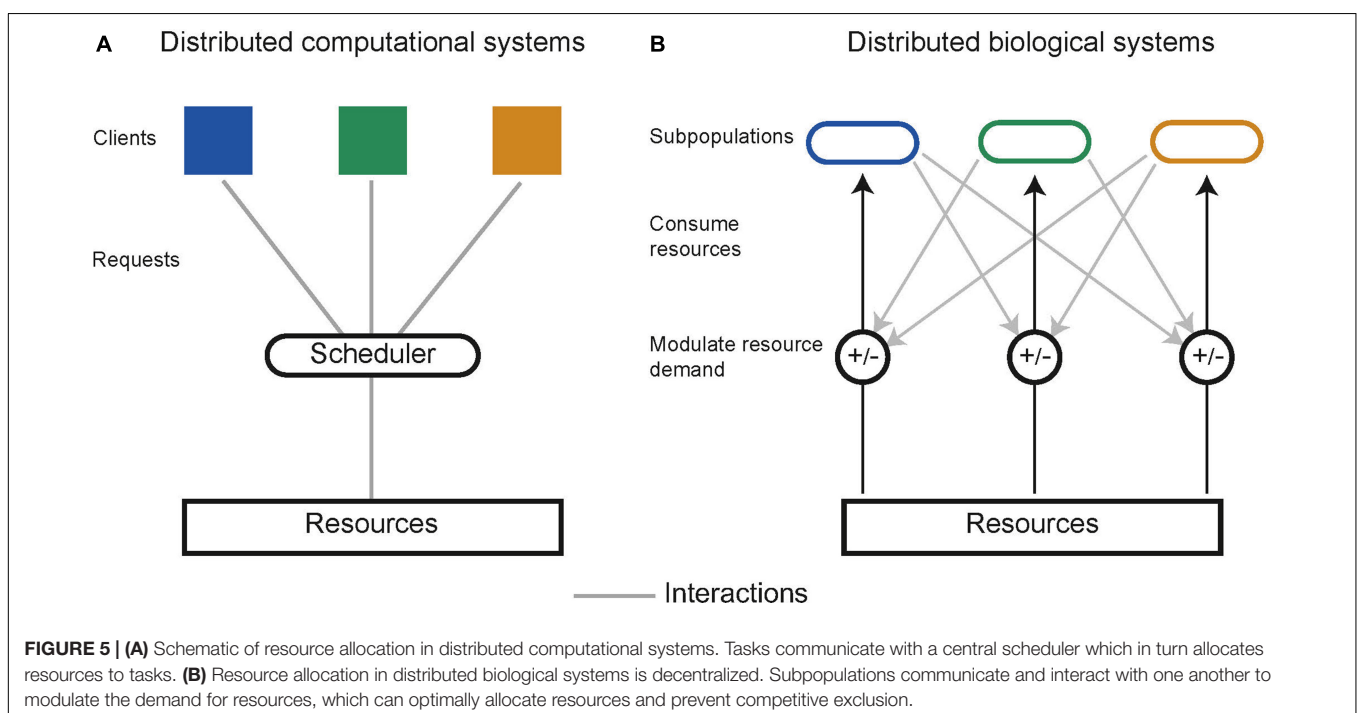 A Distributed computational systems
Clients
Requests
Scheduler
Resources
B Distributed biological systems
Subpopulations
Consume
resources
Modulate resource
demand
+/- +/- +/-
Resources
Interactions
FIGURE 5 | (A) Schematic of resource allocation in distributed computational systems. Tasks communicate with a central scheduler which in turn allocates
resources to tasks. (B) Resource allocation in distributed biological systems is decentralized. Subpopulations communicate and interact with one another to
modulate the demand for resources, which can optimally allocate resources and prevent competitive exclusion.